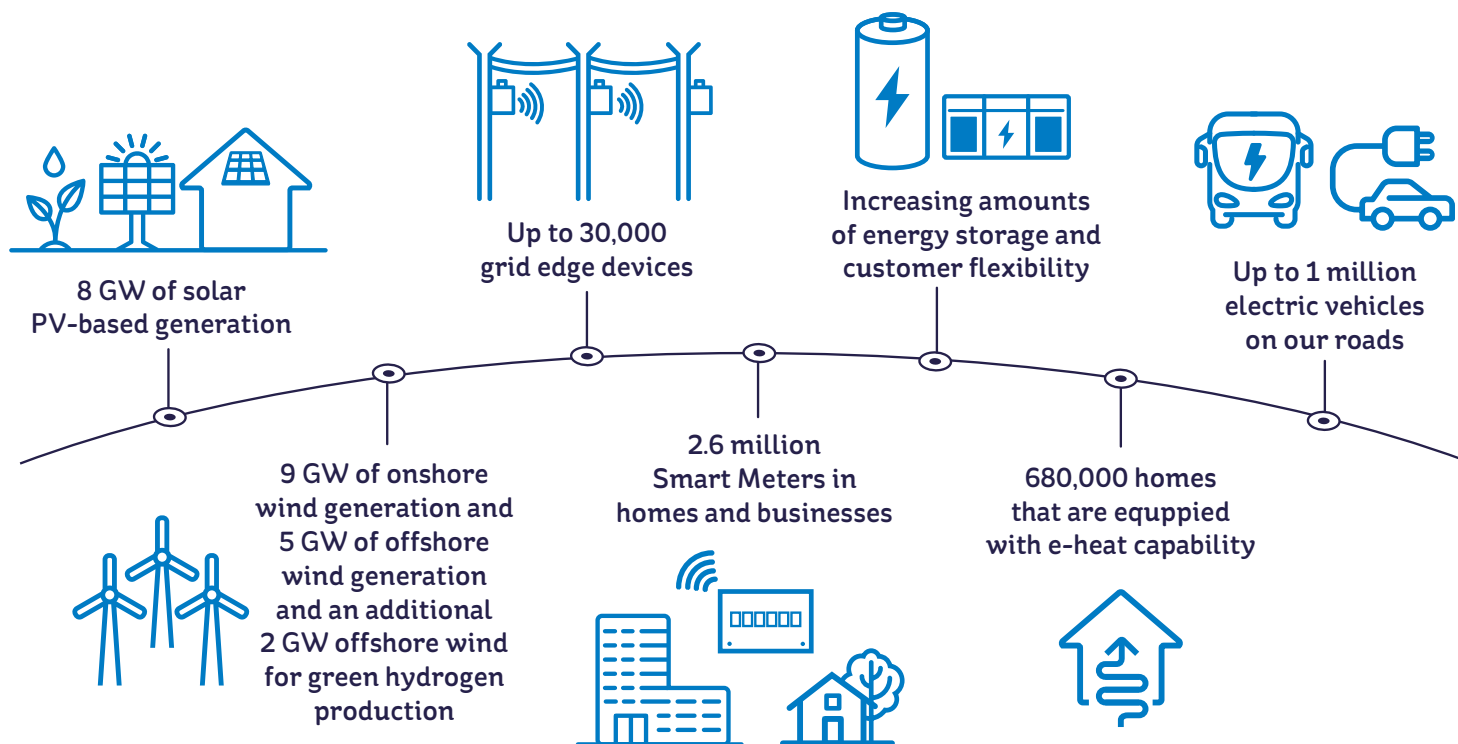 8 GW of solar
PV-based generation
9 GW of onshore
wind generation and
5 GW of offshore
wind generation
and an additional
2 GW offshore wind
for green hydrogen
production
Up to 30,000
grid edge devices
2.6 million
Smart Meters in
homes and businesses
Increasing amounts
of energy storage and
customer flexibility
680,000 homes
that are equppied
with e-heat capability
Up to 1 million
electric vehicles
on our roads